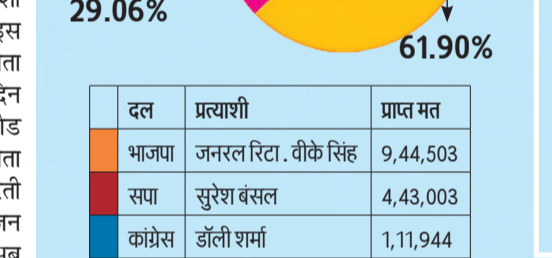 29.06%
61.90%
दल प्रत्याशी प्राप्त मत
भाजपा जनरल रिटा. वीके सिंह 9,44,503
सपा सुरेश बंसल 4,43,003
कांग्रेस डॉली शर्मा 1,11,944